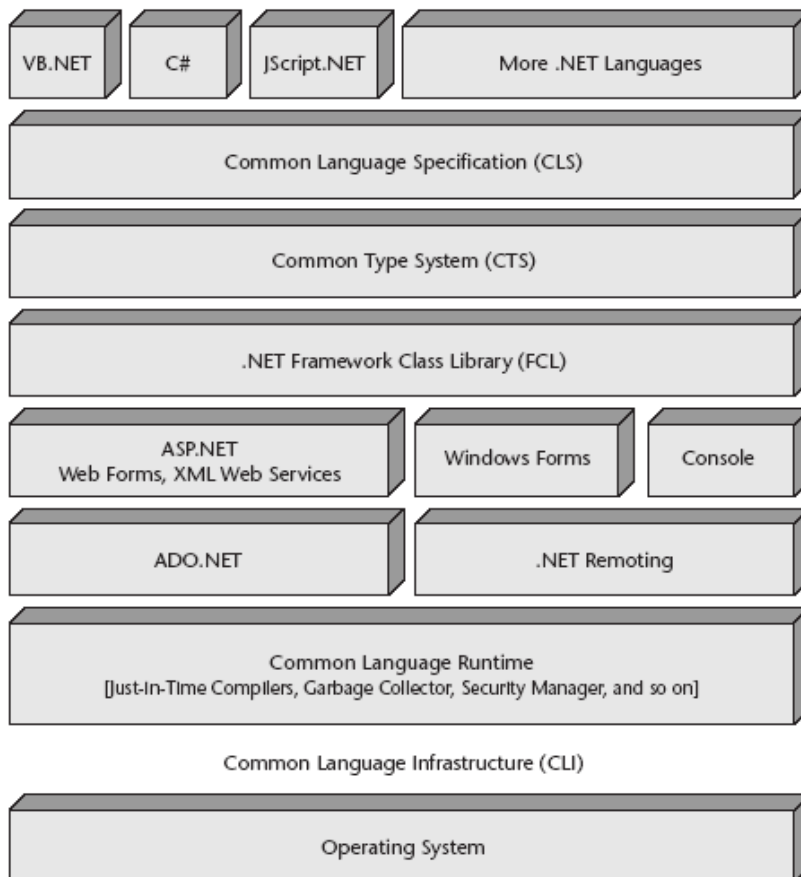 VB.NET
C#
JScript.NET
More .NET Languages
Common Language Specification (CLS)
Common Type System (CTS)
.NET Framework Class Library (FCL)
ASP.NET
Web Forms, XML Web Services
Windows Forms
Console
ADO.NET
.NET Remoting
Common Language Runtime
[Just-in-Time Compilers, Garbage Collector, Security Manager, and so on]
Common Language Infrastructure (CLI)
Operating System